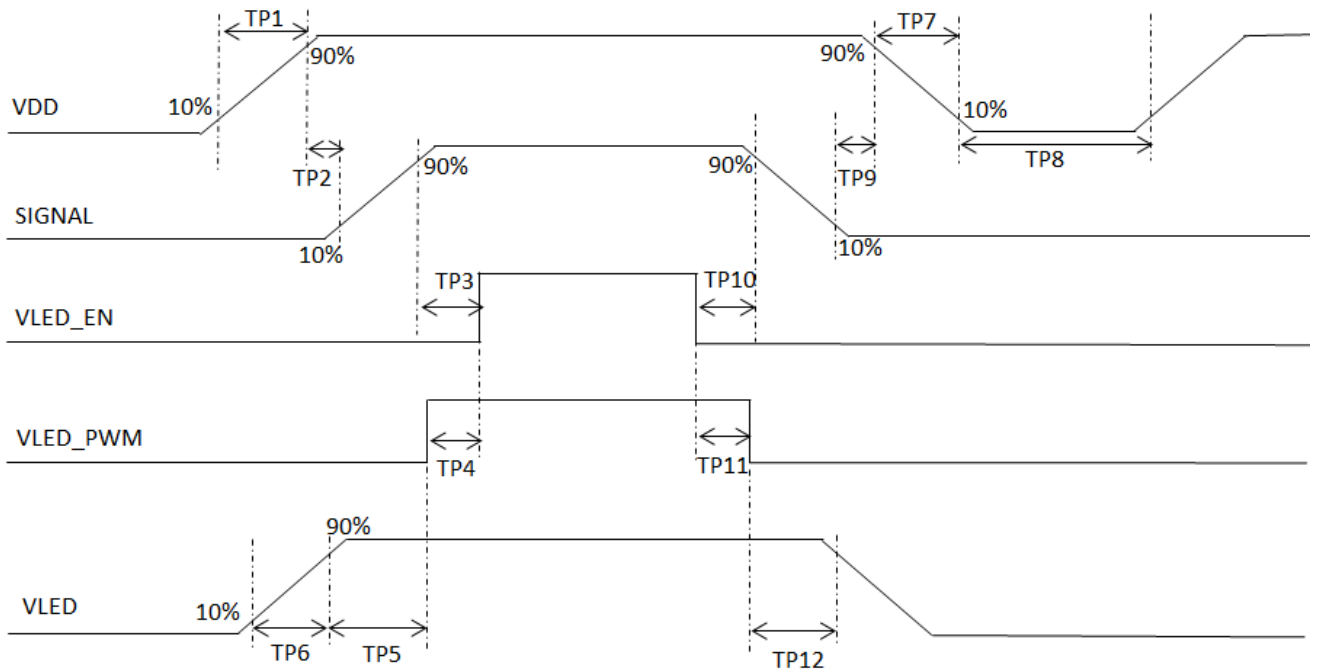 TP1
TP7
90%
90%
10%
10%
VDD
TP2
TP9
TP8
90%
90%
SIGNAL
10%
10%
TP3
TP10
VLED_EN
VLED_PWM
TP4
TP11
90%
10%
VLED
TP6
TP5
TP12